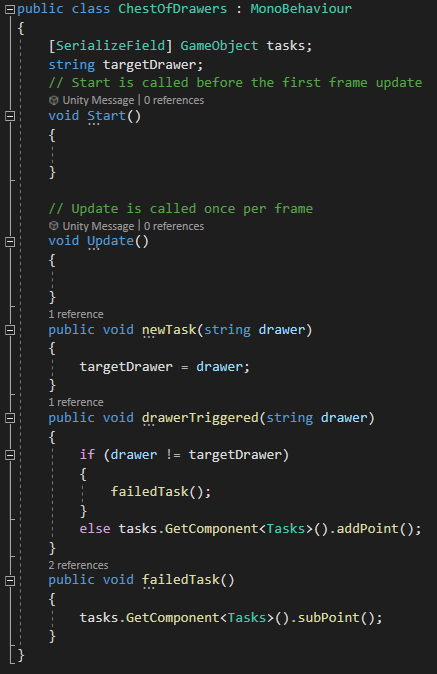 public class ChestOfDrawers : MonoBehaviour
{
[SerializeField] GameObject tasks;
string targetDrawer;
// Start is called before the first frame update
Unity Message | 0 references
void Start()
{
}
// Update is called once per frame
Unity Message | 0 references
void Update()
{
}
1 reference
public void newTask(string drawer)
{
targetDrawer = drawer;
}
1 reference
public void drawerTriggered(string drawer)
{
if (drawer != targetDrawer)
{
failedTask();
}
else tasks.GetComponent<Tasks>().addPoint();
}
2 references
public void failedTask()
{
tasks.GetComponent<Tasks>().subPoint();
}
}